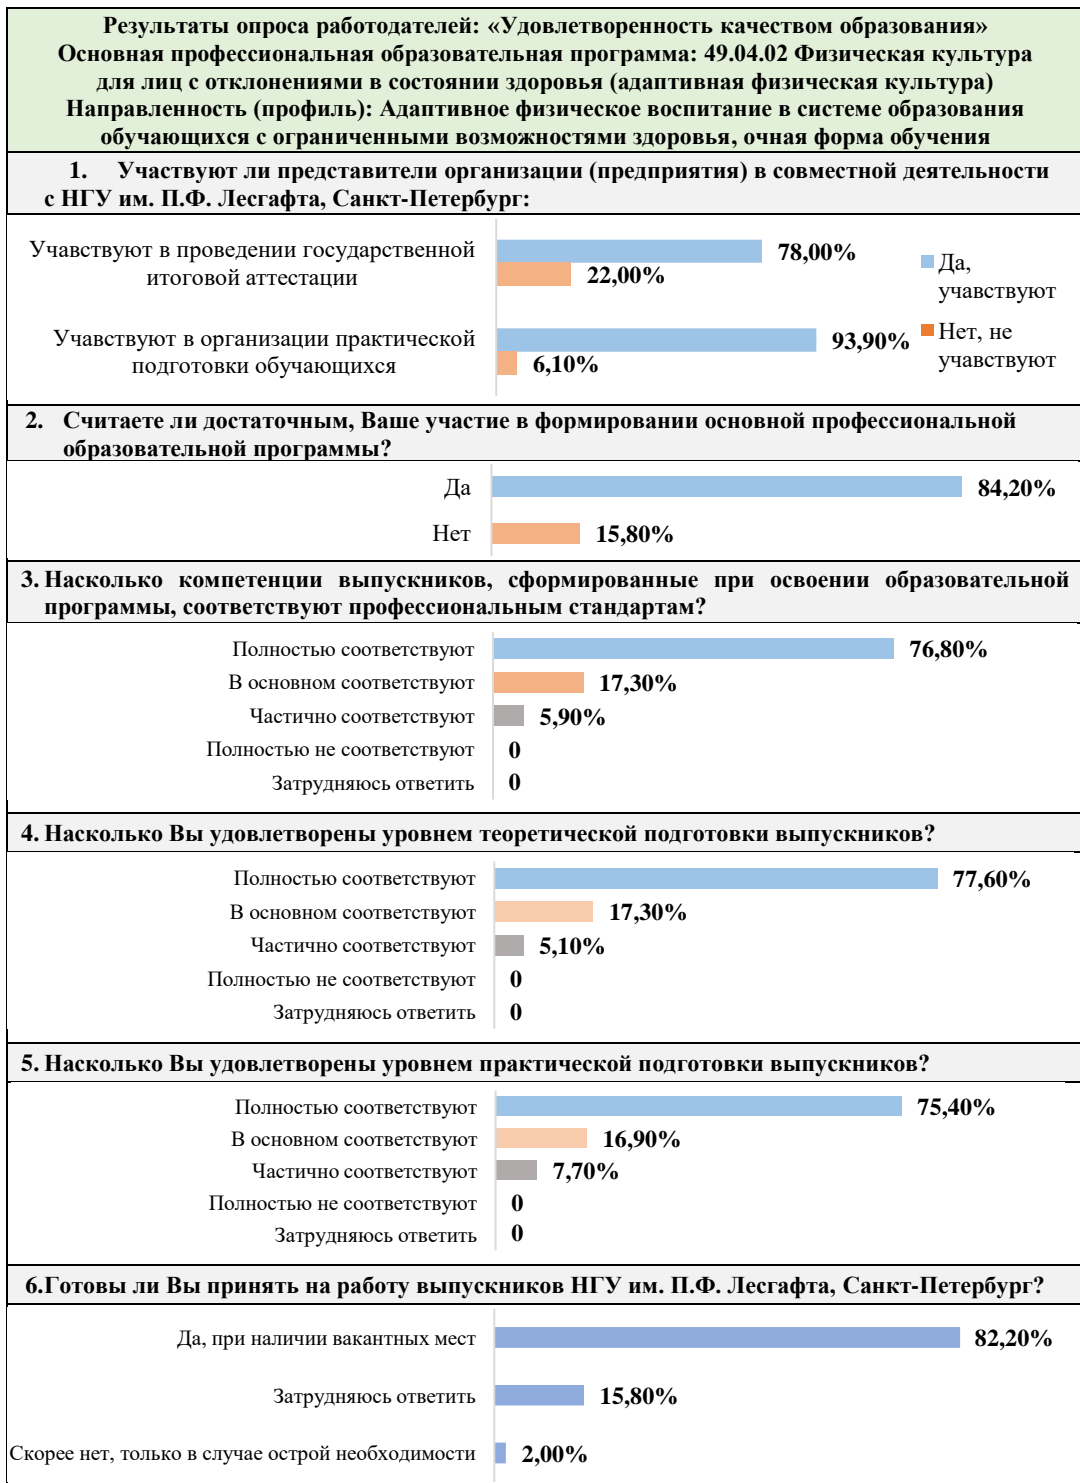 Результаты опроса работодателей: «Удовлетворенность качеством образования»
Основная профессиональная образовательная программа: 49.04.02 Физическая культура
для лиц с отклонениями в состоянии здоровья (адаптивная физическая культура)
Направленность (профиль): Адаптивное физическое воспитание в системе образования
обучающихся с ограниченными возможностями здоровья, очная форма обучения
1. Участвуют ли представители организации (предприятия) в совместной деятельности
с НГУ им. П.Ф. Лесгафта, Санкт-Петербург:
Учавствуют в проведении государственной
итоговой аттестации
78,00%
22,00%
Учавствуют в организации практической
подготовки обучающихся
93,90%
6,10%
Да,
учавствуют
Нет, не
учавствуют
2. Считаете ли достаточным, Ваше участие в формировании основной профессиональной
образовательной программы?
Да 84,20%
Нет 15,80%
3. Насколько компетенции выпускников, сформированные при освоении образовательной
программы, соответствуют профессиональным стандартам?
Полностью соответствуют 76,80%
В основном соответствуют 17,30%
Частично соответствуют 5,90%
Полностью не соответствуют 0
Затрудняюсь ответить 0
4. Насколько Вы удовлетворены уровнем теоретической подготовки выпускников?
Полностью соответствуют 77,60%
В основном соответствуют 17,30%
Частично соответствуют 5,10%
Полностью не соответствуют 0
Затрудняюсь ответить 0
5. Насколько Вы удовлетворены уровнем практической подготовки выпускников?
Полностью соответствуют 75,40%
В основном соответствуют 16,90%
Частично соответствуют 7,70%
Полностью не соответствуют 0
Затрудняюсь ответить 0
6.Готовы ли Вы принять на работу выпускников НГУ им. П.Ф. Лесгафта, Санкт-Петербург?
Да, при наличии вакантных мест 82,20%
Затрудняюсь ответить 15,80%
Скорее нет, только в случае острой необходимости 2,00%